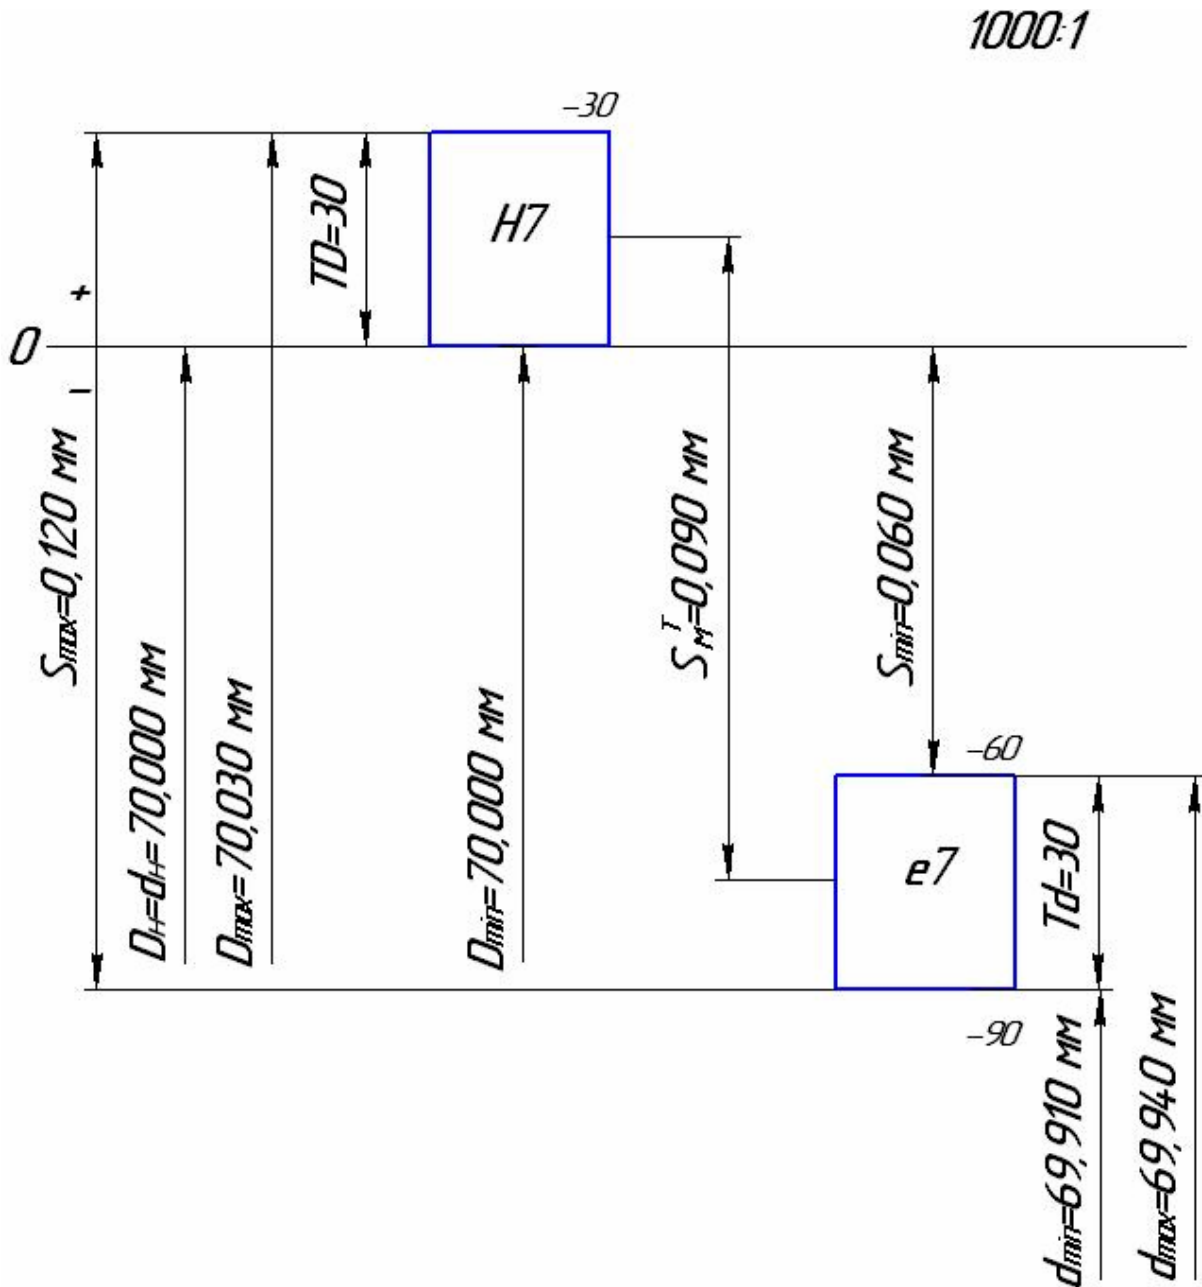 1000:1
–30
H7
TD=30
+
0
–
Smax=0,120 мм
Dн=dн=70,000 мм
Dmax=70,030 мм
Dmin=70,000 мм
SмT=0,090 мм
Smin=0,060 мм
–60
e7
Td=30
–90
dmin=69,910 мм
dmax=69,940 мм